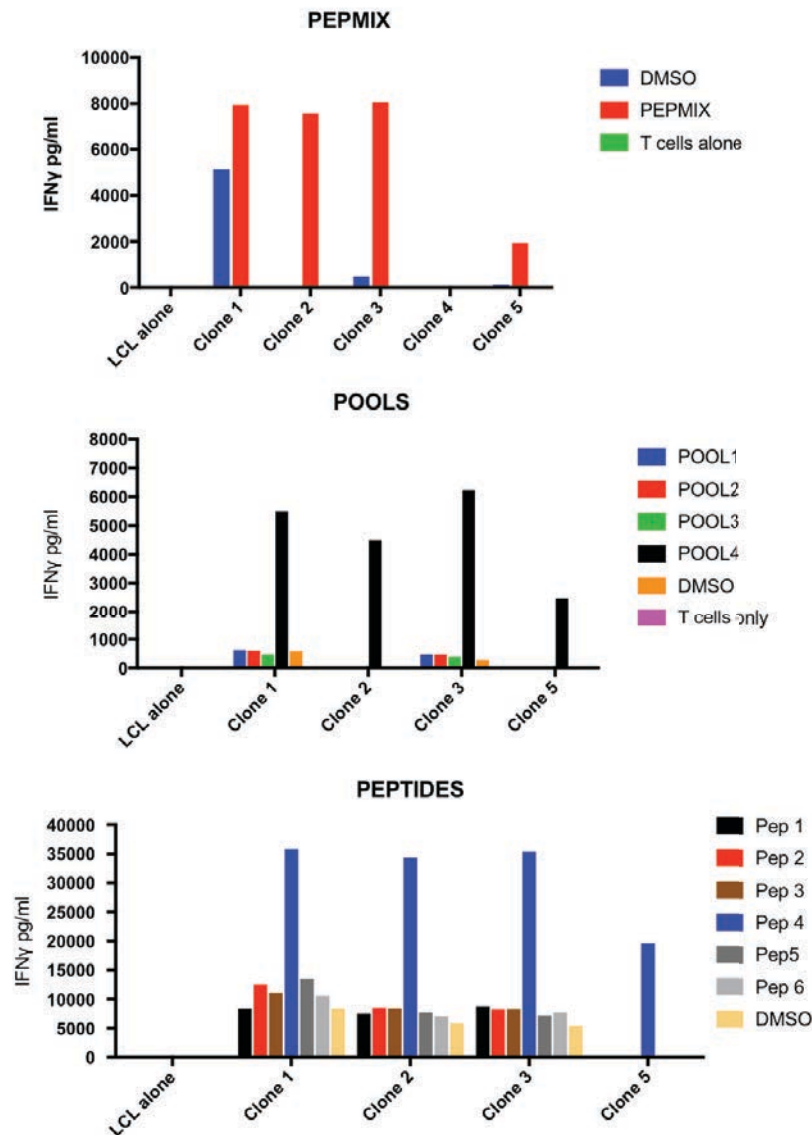 PEPMIX
IFNγ pg/ml
10000
8000
6000
4000
2000
0
LCL alone
Clone 1
Clone 2
Clone 3
Clone 4
Clone 5
DMSO
PEPMIX
T cells alone
POOLS
IFNγ pg/ml
8000
7000
6000
5000
4000
3000
2000
1000
0
LCL alone
Clone 1
Clone 2
Clone 3
Clone 5
POOL1
POOL2
POOL3
POOL4
DMSO
T cells only
PEPTIDES
IFNγ pg/ml
40000
35000
30000
25000
20000
15000
10000
5000
0
LCL alone
Clone 1
Clone 2
Clone 3
Clone 5
Pep 1
Pep 2
Pep 3
Pep 4
Pep5
Pep 6
DMSO